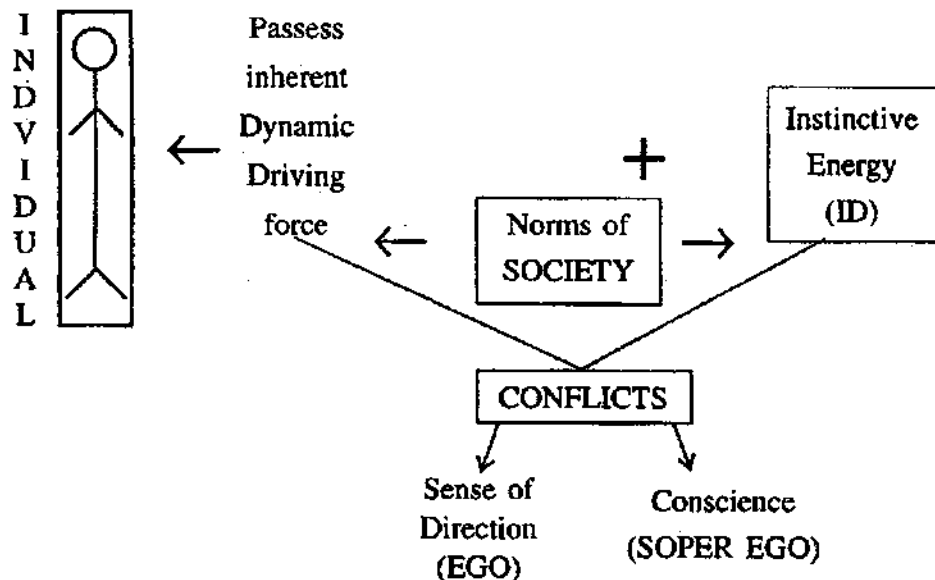 INDVIDUAL
Passess
inherent
Dynamic
Driving
force
+
Norms of
SOCIETY
Instinctive
Energy
(ID)
CONFLICTS
Sense of
Direction
(EGO)
Conscience
(SOPER EGO)